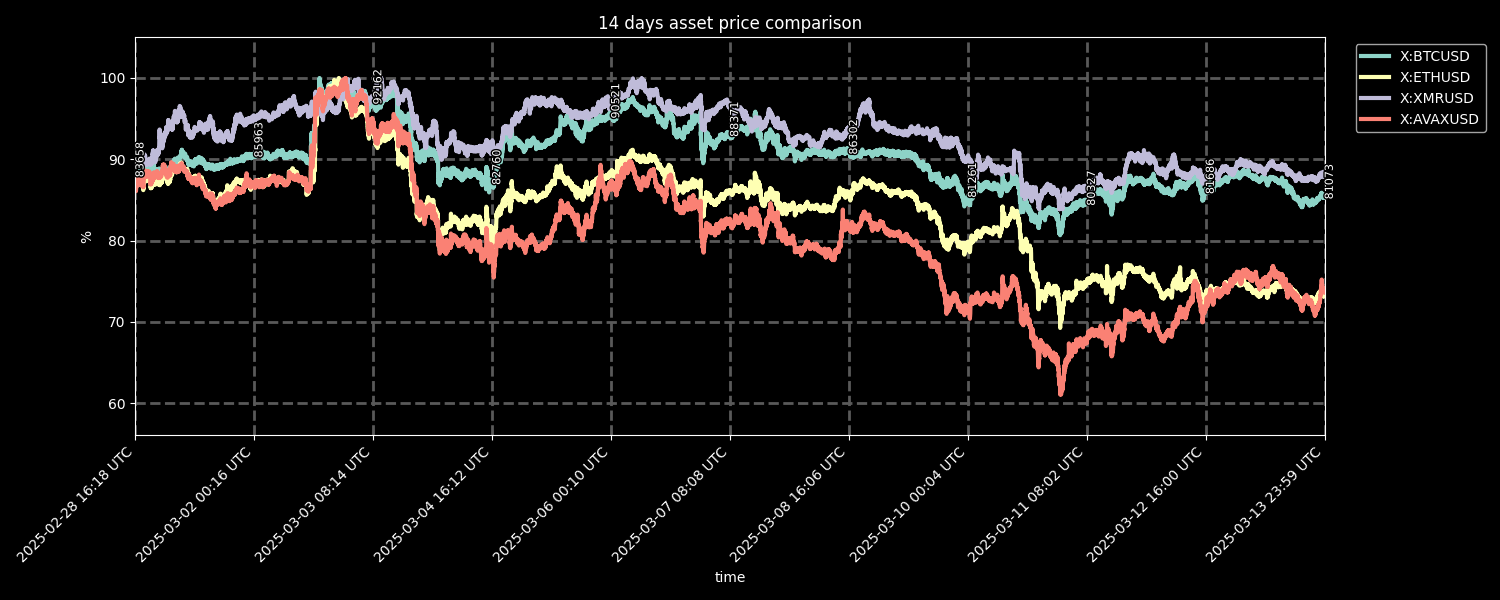 14 days asset price comparison
X:BTCUSD
X:ETHUSD
X:XMRUSD
X:AVAXUSD
%
100
90
80
70
60
83658
85963
92162
82760
90521
88371
86302
81261
80327
81686
81073
2025-02-28 16:18 UTC
2025-03-02 00:16 UTC
2025-03-03 08:14 UTC
2025-03-04 16:12 UTC
2025-03-06 00:10 UTC
2025-03-07 08:08 UTC
2025-03-08 16:06 UTC
2025-03-10 00:04 UTC
2025-03-11 08:02 UTC
2025-03-12 16:00 UTC
2025-03-13 23:59 UTC
time